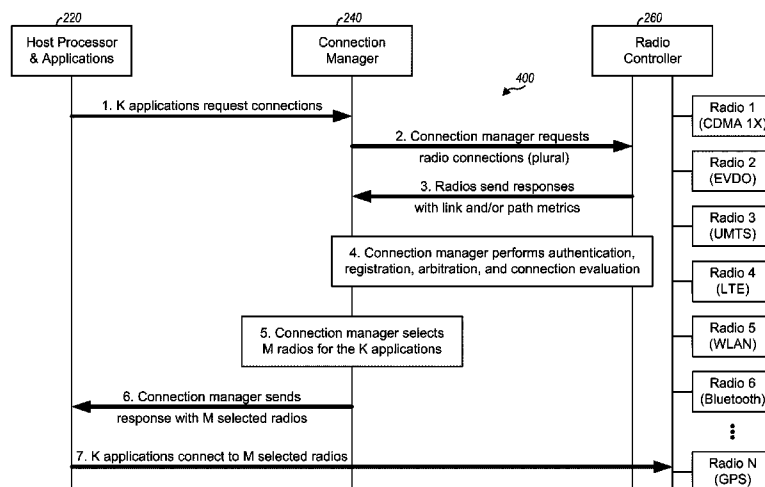 220
240
260
Host Processor
& Applications
Connection
Manager
Radio
Controller
400
1. K applications request connections
Radio 1
(CDMA 1X)
2. Connection manager requests
radio connections (plural)
Radio 2
(EVDO)
3. Radios send responses
with link and/or path metrics
Radio 3
(UMTS)
4. Connection manager performs authentication,
registration, arbitration, and connection evaluation
Radio 4
(LTE)
5. Connection manager selects
M radios for the K applications
Radio 5
(WLAN)
6. Connection manager sends
response with M selected radios
Radio 6
(Bluetooth)
7. K applications connect to M selected radios
Radio N
(GPS)